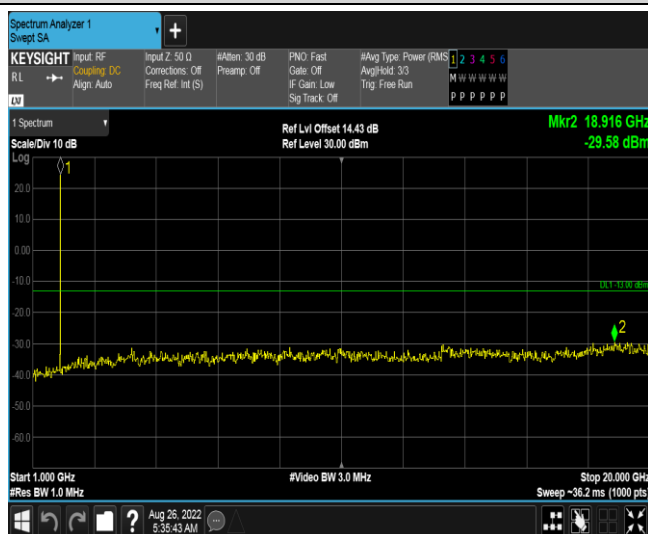 Spectrum Analyzer 1
Swept SA
+
KEYSIGHT
RL
LXI
Input: RF
Coupling: DC
Align: Auto
Input Z: 50 Ω
Corrections: Off
Freq Ref: Int (S)
#Atten: 30 dB
Preamp: Off
PNO: Fast
Gate: Off
IF Gain: Low
Sig Track: Off
#Avg Type: Power (RMS
Avg|Hold: 3/3
Trig: Free Run
1 2 3 4 5 6
M W W W W W
P P P P P P
1 Spectrum
Scale/Div 10 dB
Ref Lvl Offset 14.43 dB
Ref Level 30.00 dBm
Mkr2 18.916 GHz
-29.58 dBm
Log
1
20.0
10.0
0.00
-10.0
DL1 -13.00 dBm
2
-20.0
-30.0
-40.0
-50.0
-60.0
Start 1.000 GHz
#Res BW 1.0 MHz
#Video BW 3.0 MHz
Stop 20.000 GHz
Sweep ~36.2 ms (1000 pts)
?
Aug 26, 2022
5:35:43 AM